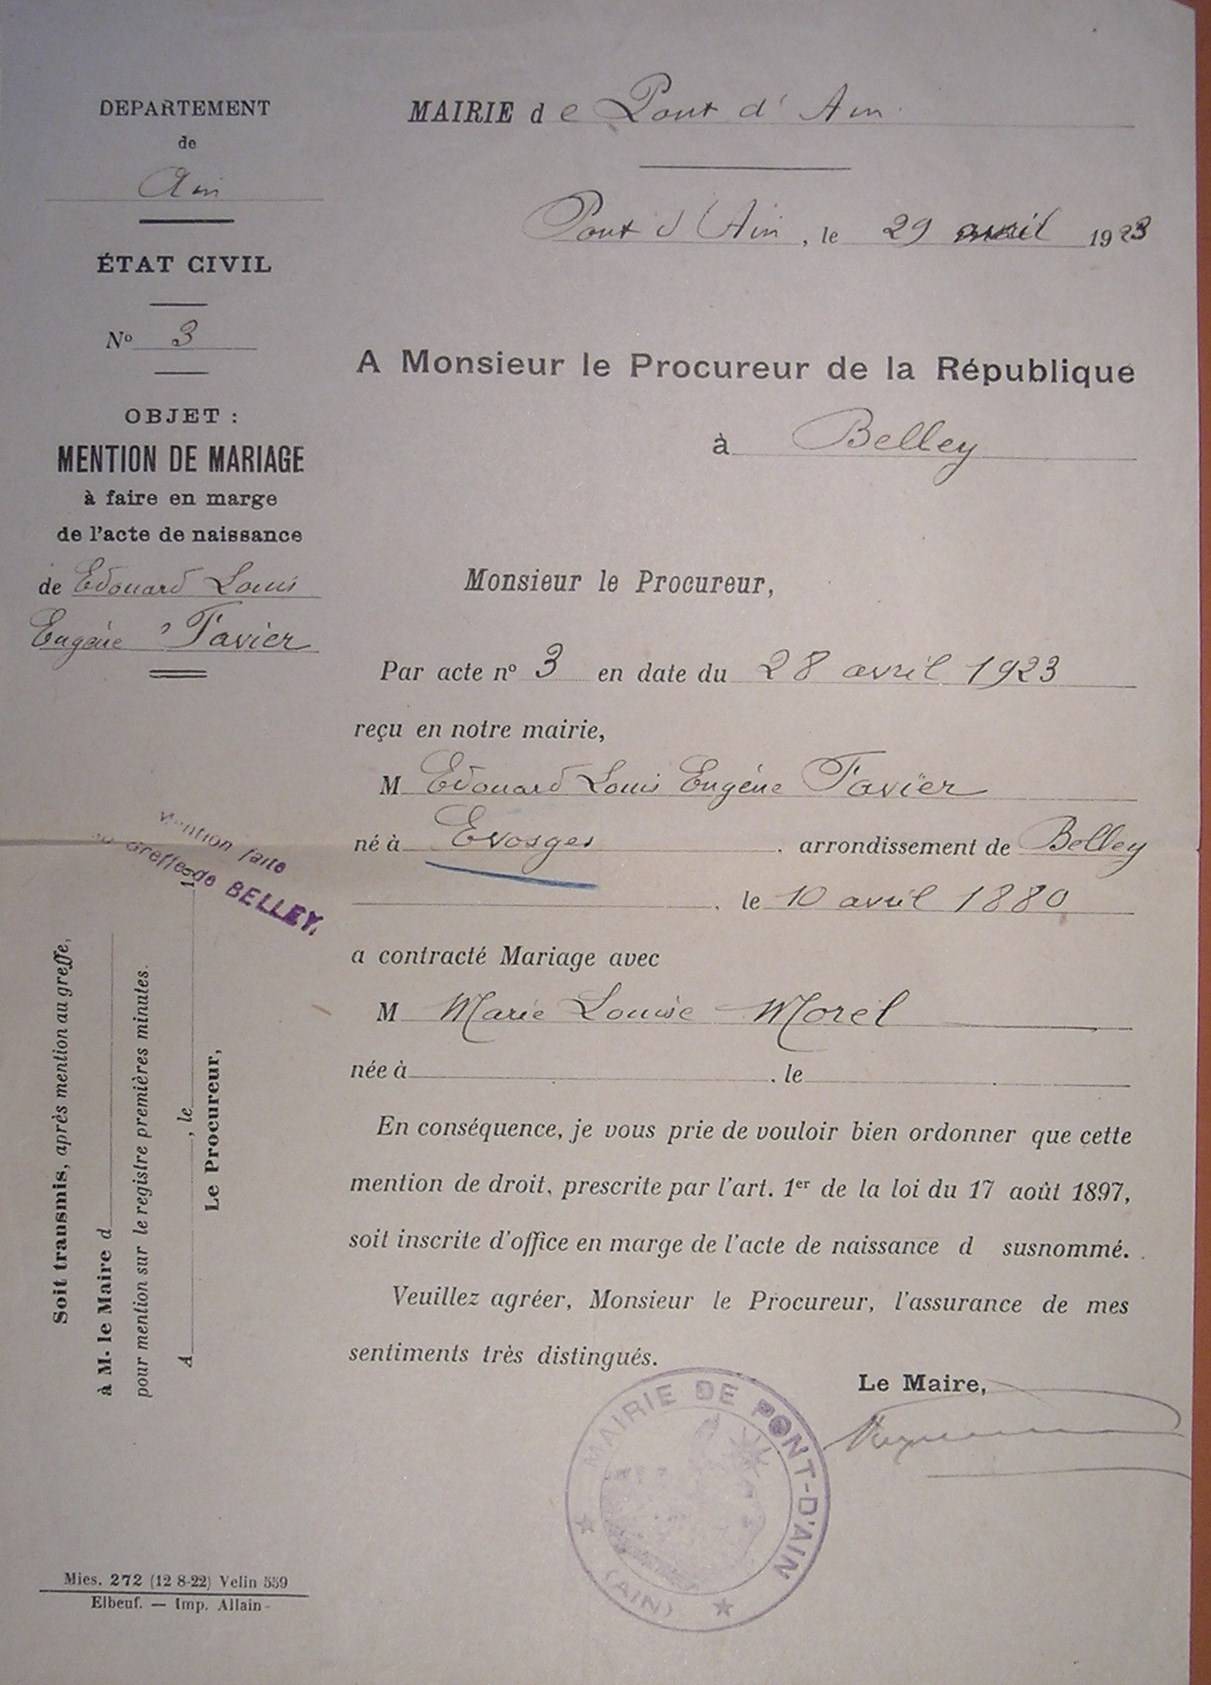 DEPARTEMENT
de
Ain
ÉTAT CIVIL
Nº 3
OBJET :
MENTION DE MARIAGE
à faire en marge
de l'acte de naissance
de Edouard Louis
Eugène Favier
Mention faite
au Greffe de BELLEY.
Soit transmis, après mention au greffe,
à M. le Maire d
pour mention sur le registre premières minutes.
A , le 19
Le Procureur,
Mies. 272 (12 8-22) Velin 559
Elbeuf. — Imp. Allain
MAIRIE de Pont d'Ain
Pont d'Ain, le 29 avril 1923
A Monsieur le Procureur de la République
à Belley
Monsieur le Procureur,
Par acte nº 3 en date du 28 avril 1923
reçu en notre mairie,
M Edouard Louis Eugène Favier
né à Evosges . arrondissement de Belley
. le 10 avril 1880
a contracté Mariage avec
M Marie Louise Morel
née à . le
En conséquence, je vous prie de vouloir bien ordonner que cette
mention de droit, prescrite par l'art. 1er de la loi du 17 août 1897,
soit inscrite d'office en marge de l'acte de naissance d susnommé.
Veuillez agréer, Monsieur le Procureur, l'assurance de mes
sentiments très distingués.
Le Maire,
MAIRIE DE PONT-D'AIN
(AIN)